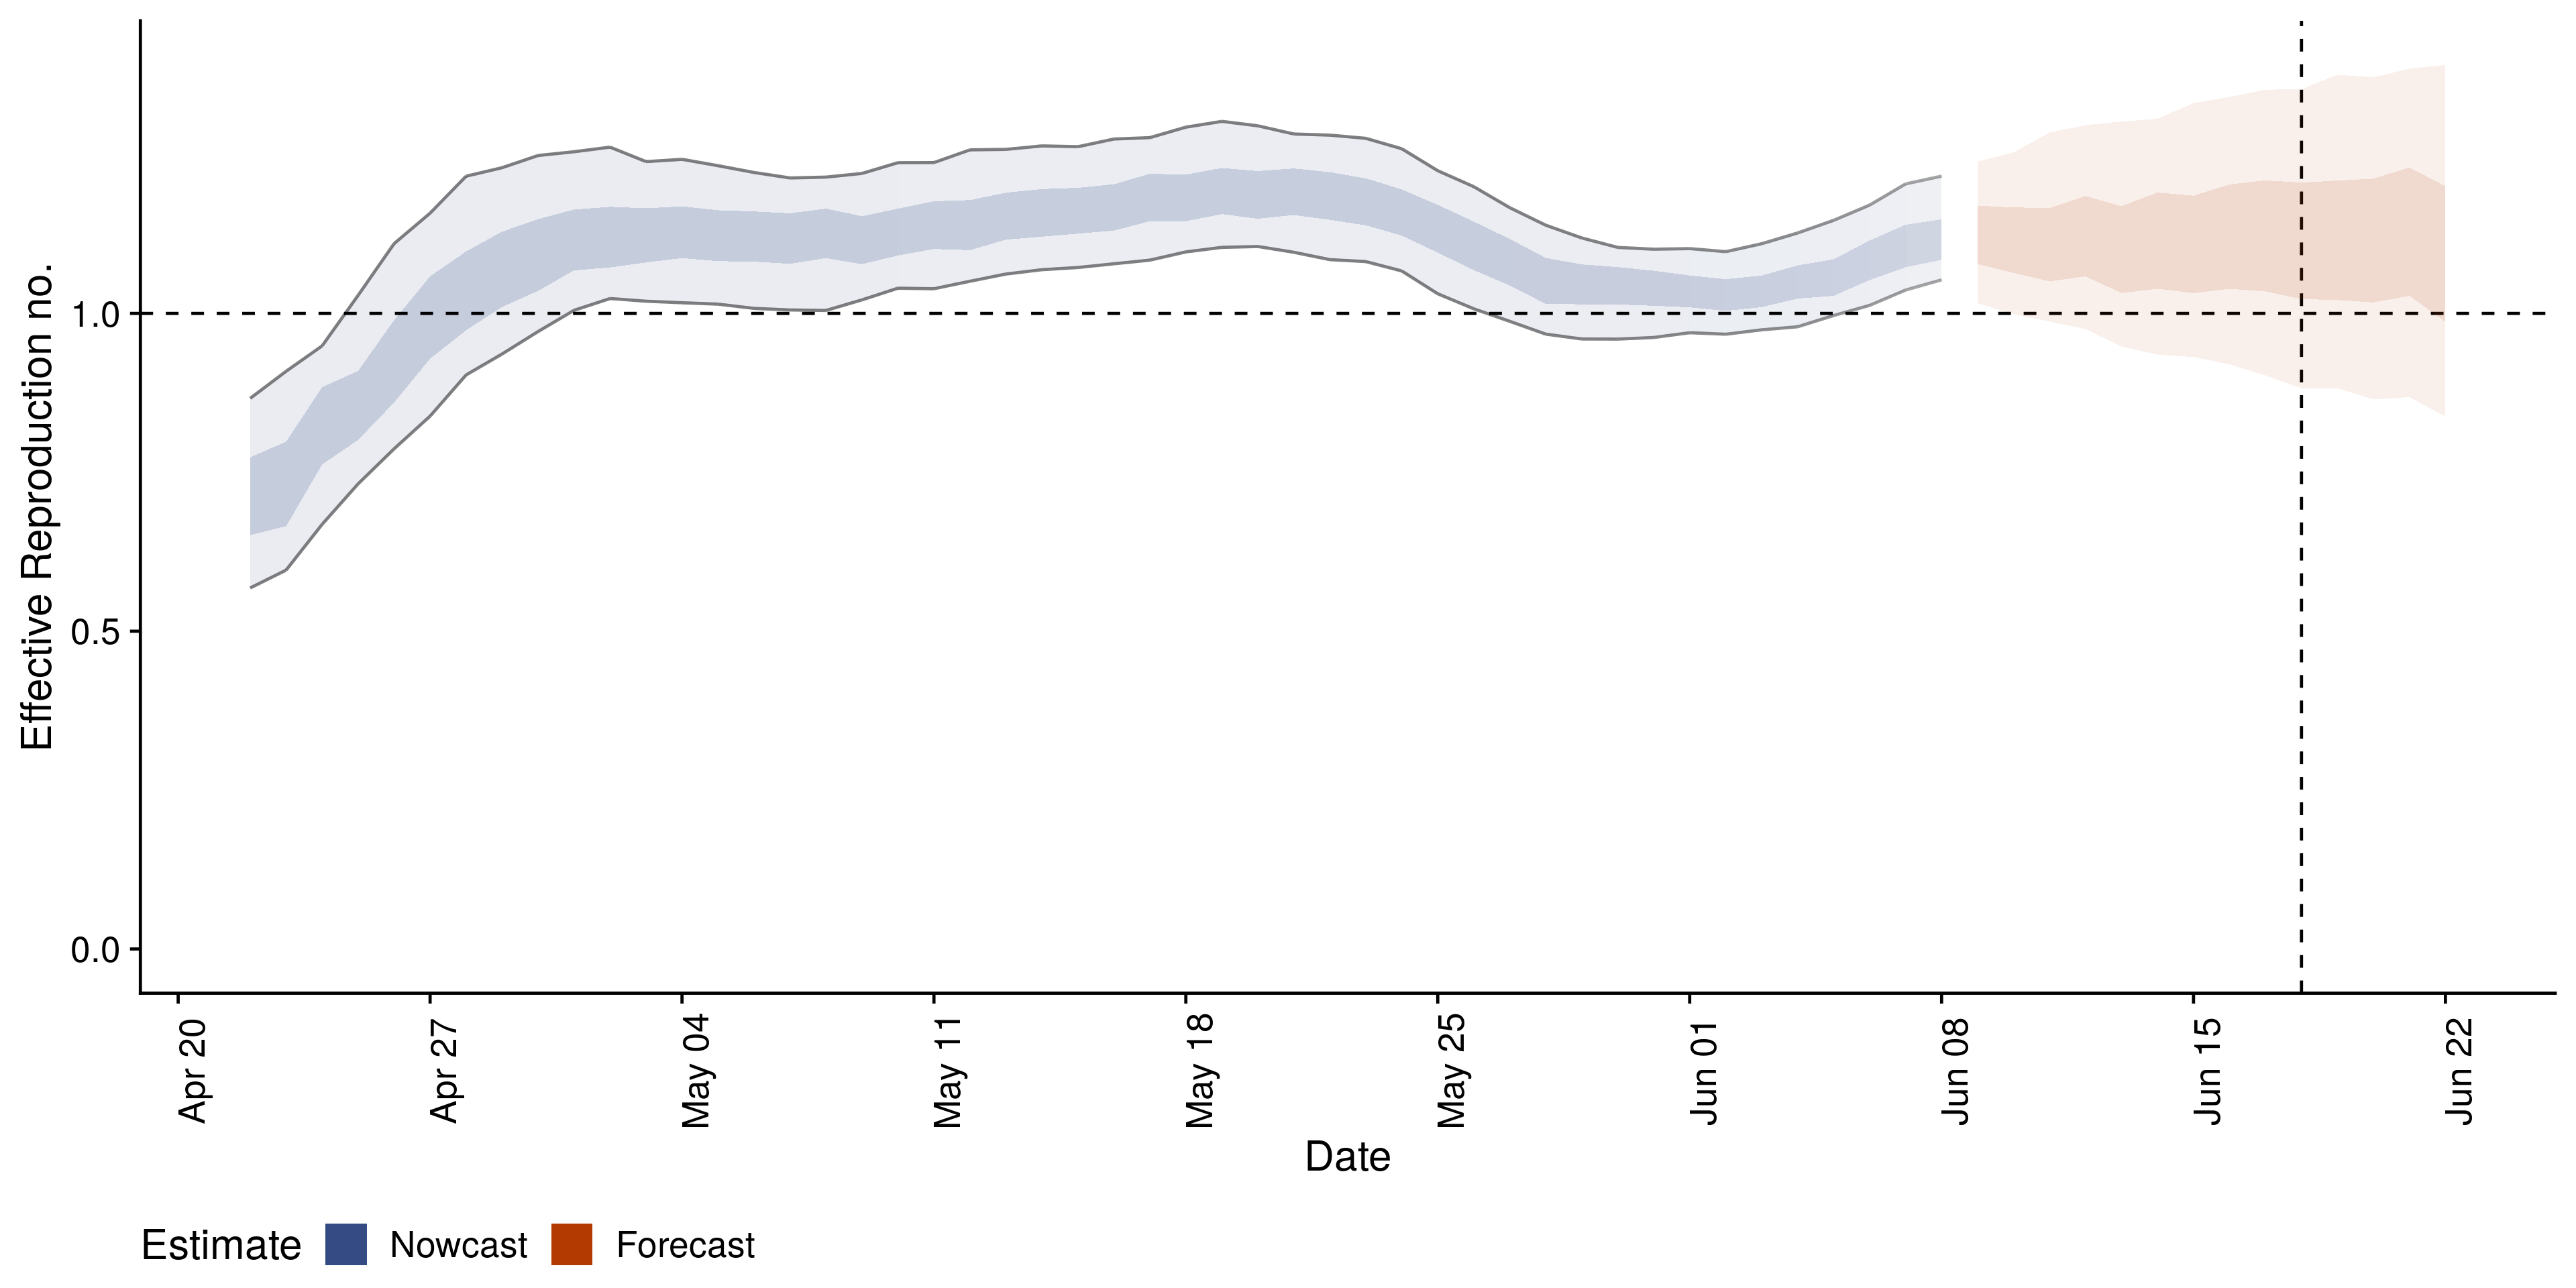 Effective Reproduction no.
1.0
0.5
0.0
Apr 20
Apr 27
May 04
May 11
May 18
May 25
Jun 01
Jun 08
Jun 15
Jun 22
Date
Estimate Nowcast Forecast